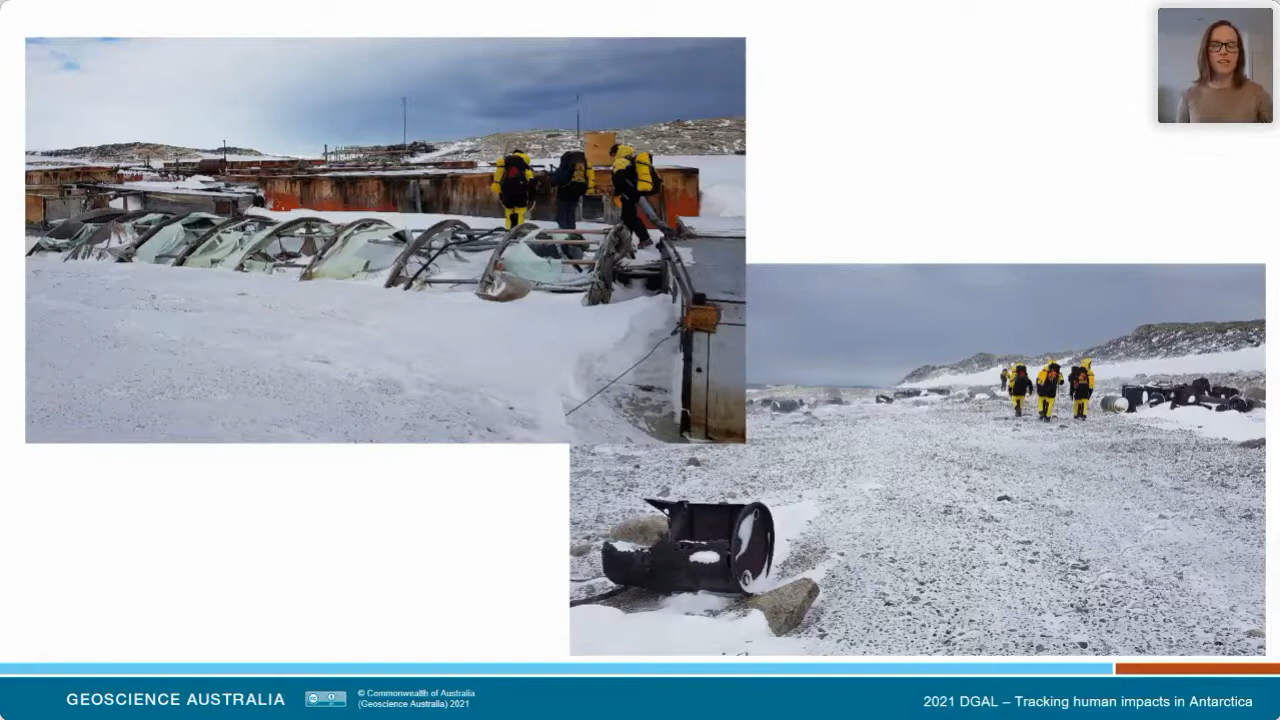 GEOSCIENCE AUSTRALIA
© Commonwealth of Australia
(Geoscience Australia) 2021
2021 DGAL – Tracking human impacts in Antarctica